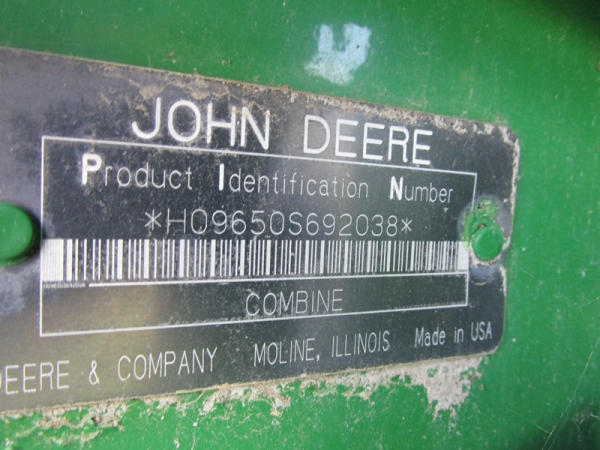 JOHN DEERE
Product Identification Number
*H09650S692038*
COMBINE
DEERE & COMPANY MOLINE, ILLINOIS Made in USA